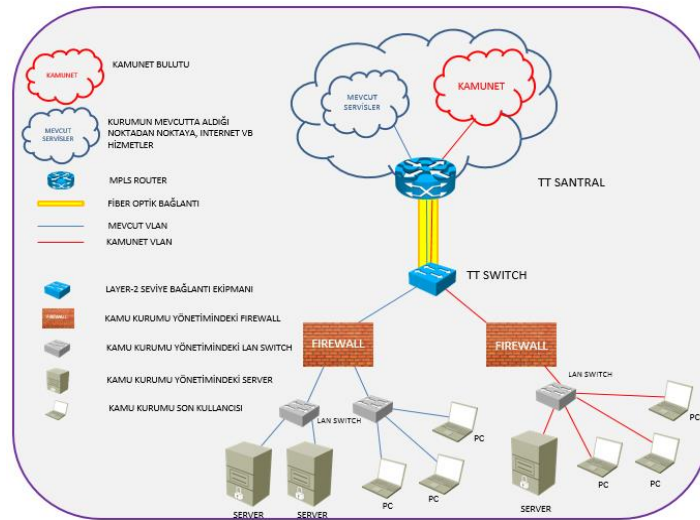 KAMUNET
KAMUNET BULUTU
MEVCUT
SERVİSLER
KURUMUN MEVCUTTA ALDIĞI
NOKTADAN NOKTAYA, INTERNET VB
HİZMETLER
MPLS ROUTER
FİBER OPTİK BAĞLANTI
MEVCUT VLAN
KAMUNET VLAN
LAYER-2 SEVİYE BAĞLANTI EKİPMANI
FIREWALL
KAMU KURUMU YÖNETİMİNDEKİ FIREWALL
KAMU KURUMU YÖNETİMİNDEKİ LAN SWITCH
KAMU KURUMU YÖNETİMİNDEKİ SERVER
KAMU KURUMU SON KULLANCISI
MEVCUT
SERVİSLER
KAMUNET
TT SANTRAL
TT SWITCH
FIREWALL
FIREWALL
LAN SWITCH
LAN SWITCH
PC
PC
PC
PC
PC
PC
SERVER
SERVER
SERVER